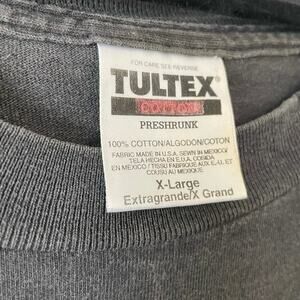 FOR CARE SEE REVERSE
TULTEX
COTTON
PRESHRUNK
100% COTTON/ALGODON/COTON
FABRIC MADE IN U.S.A. SEWN IN MEXICO/
TELA HECHA EN E.U.A. COSIDA
EN MEXICO / TISSU FABRIQUE AUX E.-U. ET
COUSU AU MEXIQUE
X-Large
Extragrande/X Grand